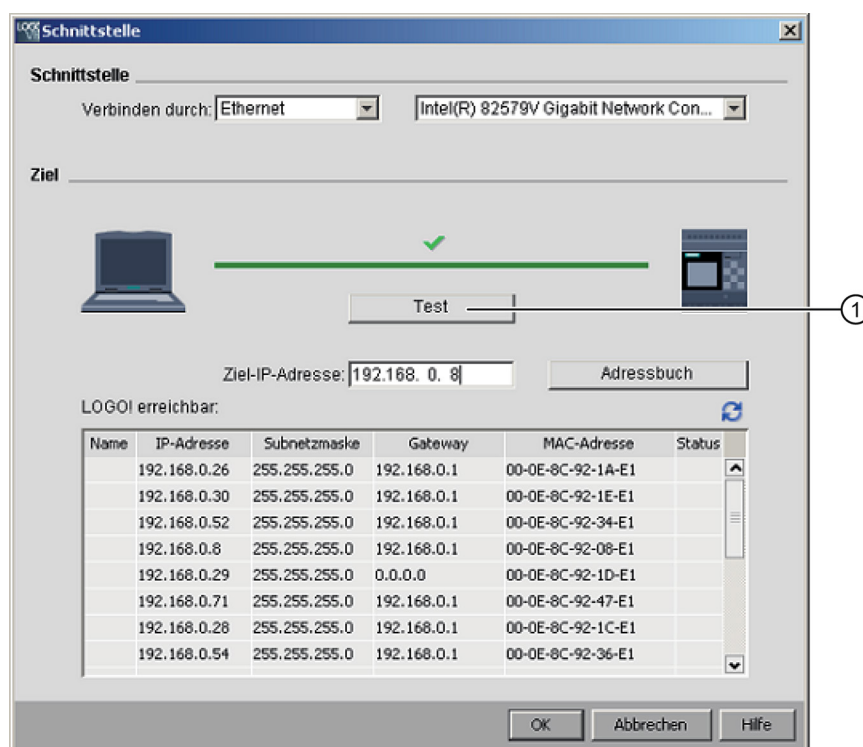 LOGO Schnittstelle
Schnittstelle
Verbinden durch: Ethernet Intel(R) 82579V Gigabit Network Con...
Ziel
Test
1
Ziel-IP-Adresse: 192.168. 0. 8
Adressbuch
LOGO! erreichbar:
Name IP-Adresse Subnetzmaske Gateway MAC-Adresse Status
192.168.0.26 255.255.255.0 192.168.0.1 00-0E-8C-92-1A-E1
192.168.0.30 255.255.255.0 192.168.0.1 00-0E-8C-92-1E-E1
192.168.0.52 255.255.255.0 192.168.0.1 00-0E-8C-92-34-E1
192.168.0.8 255.255.255.0 192.168.0.1 00-0E-8C-92-08-E1
192.168.0.29 255.255.255.0 0.0.0.0 00-0E-8C-92-1D-E1
192.168.0.71 255.255.255.0 192.168.0.1 00-0E-8C-92-47-E1
192.168.0.28 255.255.255.0 192.168.0.1 00-0E-8C-92-1C-E1
192.168.0.54 255.255.255.0 192.168.0.1 00-0E-8C-92-36-E1
OK Abbrechen Hilfe